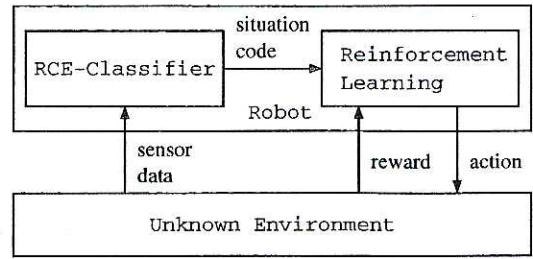 situation
code
RCE-Classifier
Reinforcement
Learning
Robot
sensor
data
reward
action
Unknown Environment